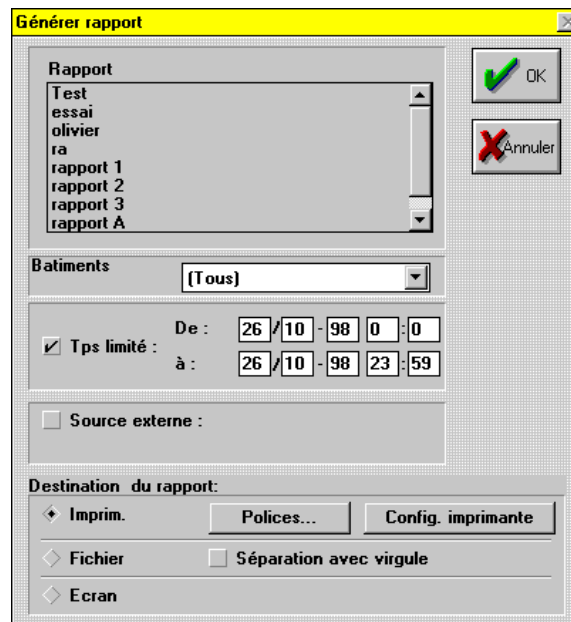 Générer rapport
Rapport
Test
essai
olivier
ra
rapport 1
rapport 2
rapport 3
rapport A
OK
Annuler
Batiments
(Tous)
Tps limité :
De : 26 / 10 - 98 0 : 0
à : 26 / 10 - 98 23 : 59
Source externe :
Destination du rapport:
Imprim. Polices... Config. imprimante
Fichier Séparation avec virgule
Ecran